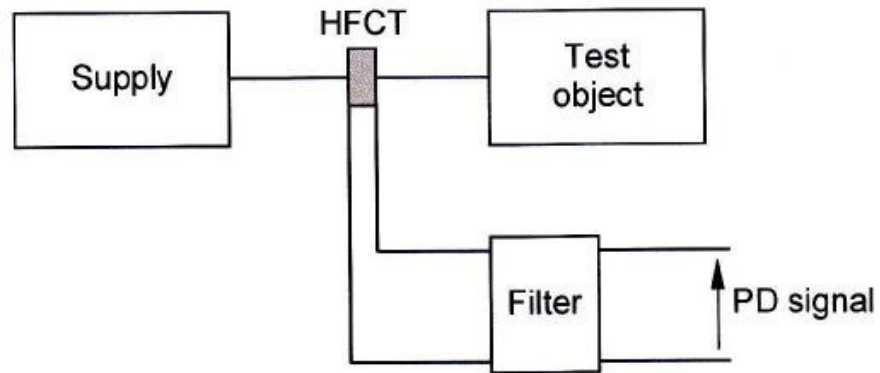 HFCT
Supply
Test
object
Filter
PD signal